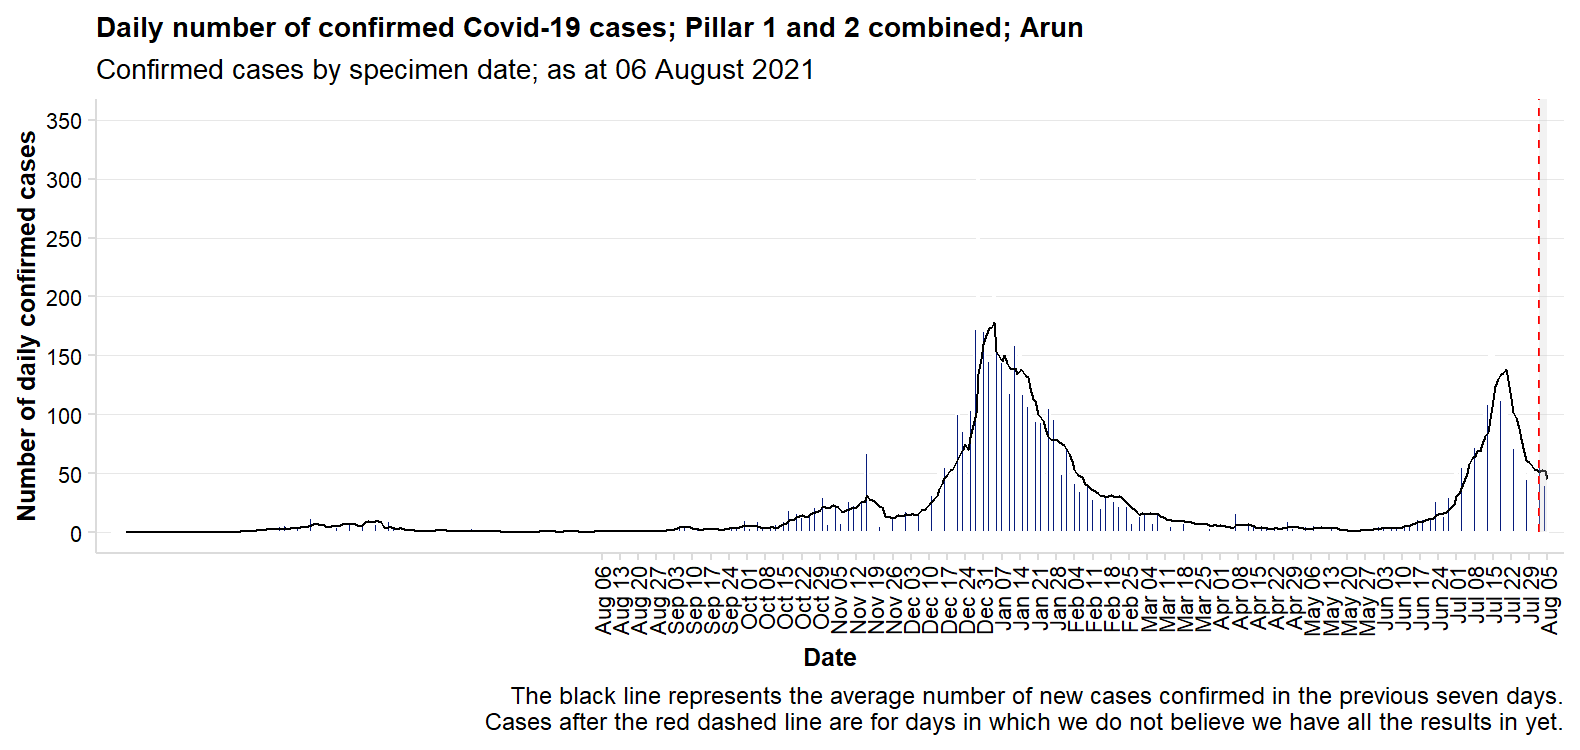 Daily number of confirmed Covid-19 cases; Pillar 1 and 2 combined; Arun
Confirmed cases by specimen date; as at 06 August 2021
Number of daily confirmed cases
350
300
250
200
150
100
50
0
Aug 06
Aug 13
Aug 20
Aug 27
Sep 03
Sep 10
Sep 17
Sep 24
Oct 01
Oct 08
Oct 15
Oct 22
Oct 29
Nov 05
Nov 12
Nov 19
Nov 26
Dec 03
Dec 10
Dec 17
Dec 24
Dec 31
Jan 07
Jan 14
Jan 21
Jan 28
Feb 04
Feb 11
Feb 18
Feb 25
Mar 04
Mar 11
Mar 18
Mar 25
Apr 01
Apr 08
Apr 15
Apr 22
Apr 29
May 06
May 13
May 20
May 27
Jun 03
Jun 10
Jun 17
Jun 24
Jul 01
Jul 08
Jul 15
Jul 22
Jul 29
Aug 05
Date
The black line represents the average number of new cases confirmed in the previous seven days.
Cases after the red dashed line are for days in which we do not believe we have all the results in yet.